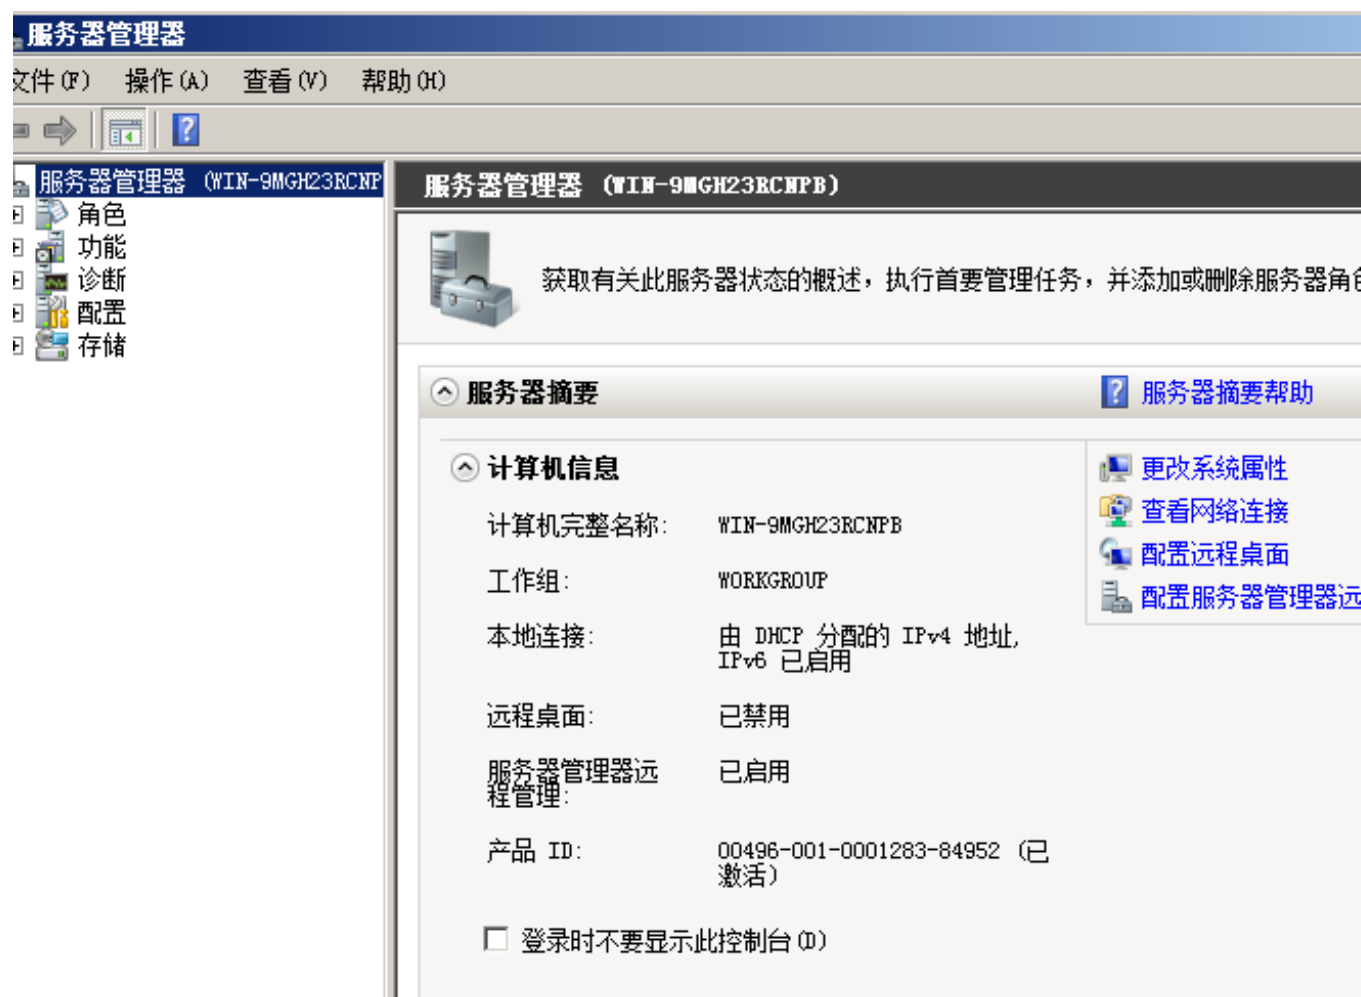 服务器管理器
文件(F) 操作(A) 查看(V) 帮助(H)
服务器管理器 (WIN-9MGH23RCNP
角色
功能
诊断
配置
存储
服务器管理器 (WIN-9MGH23RCNPB)
获取有关此服务器状态的概述，执行首要管理任务，并添加或删除服务器角色
服务器摘要
服务器摘要帮助
计算机信息
计算机完整名称: WIN-9MGH23RCNPB
工作组: WORKGROUP
本地连接: 由 DHCP 分配的 IPv4 地址,
IPv6 已启用
远程桌面: 已禁用
服务器管理器远
程管理: 已启用
产品 ID: 00496-001-0001283-84952 (已
激活)
登录时不要显示此控制台(D)
更改系统属性
查看网络连接
配置远程桌面
配置服务器管理器远